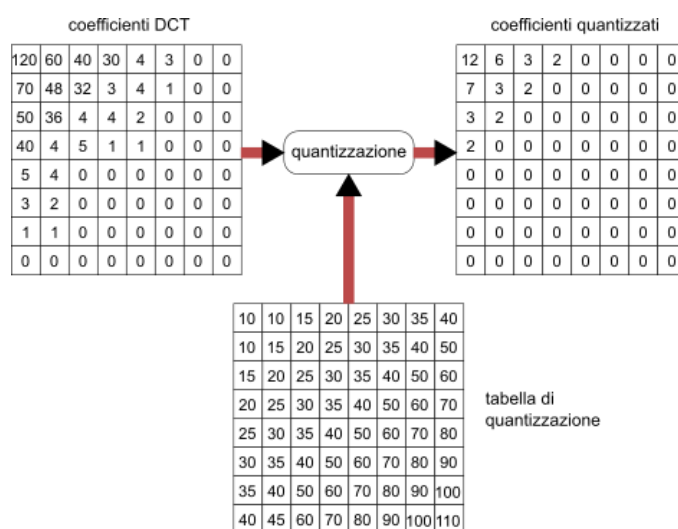 coefficienti DCT
120 60 40 30 4 3 0 0
70 48 32 3 4 1 0 0
50 36 4 4 2 0 0 0
40 4 5 1 1 0 0 0
5 4 0 0 0 0 0 0
3 2 0 0 0 0 0 0
1 1 0 0 0 0 0 0
0 0 0 0 0 0 0 0
quantizzazione
coefficienti quantizzati
12 6 3 2 0 0 0 0
7 3 2 0 0 0 0 0
3 2 0 0 0 0 0 0
2 0 0 0 0 0 0 0
0 0 0 0 0 0 0 0
0 0 0 0 0 0 0 0
0 0 0 0 0 0 0 0
0 0 0 0 0 0 0 0
10 10 15 20 25 30 35 40
10 15 20 25 30 35 40 50
15 20 25 30 35 40 50 60
20 25 30 35 40 50 60 70
25 30 35 40 50 60 70 80
30 35 40 50 60 70 80 90
35 40 50 60 70 80 90 100
40 45 60 70 80 90 100 110
tabella di
quantizzazione